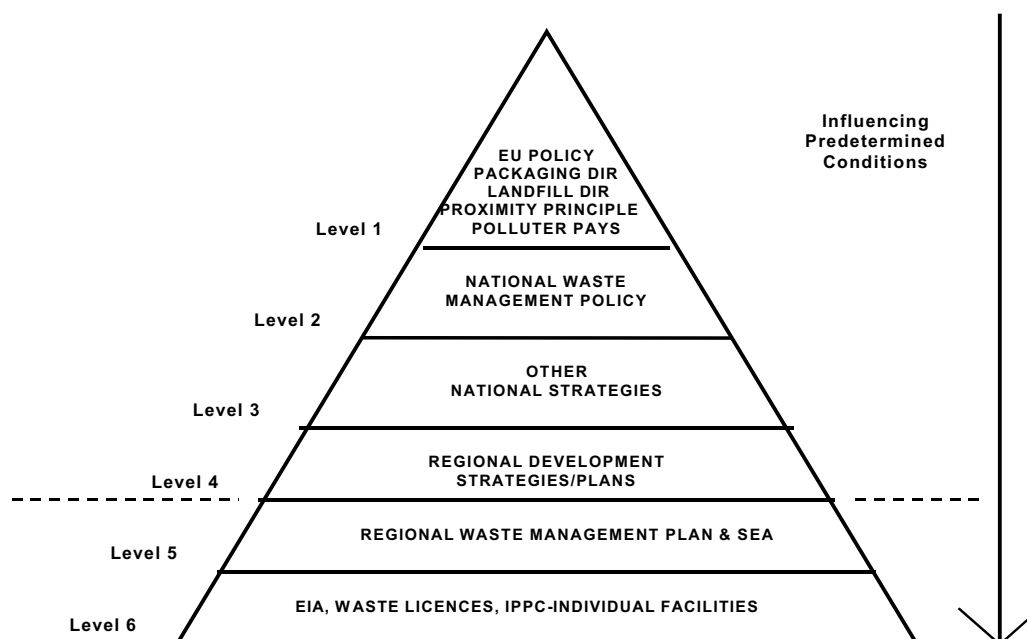 Influencing
Predetermined
Conditions
EU POLICY
PACKAGING DIR
LANDFILL DIR
PROXIMITY PRINCIPLE
POLLUTER PAYS
Level 1
NATIONAL WASTE
MANAGEMENT POLICY
Level 2
OTHER
NATIONAL STRATEGIES
Level 3
REGIONAL DEVELOPMENT
STRATEGIES/PLANS
Level 4
REGIONAL WASTE MANAGEMENT PLAN & SEA
Level 5
EIA, WASTE LICENCES, IPPC-INDIVIDUAL FACILITIES
Level 6